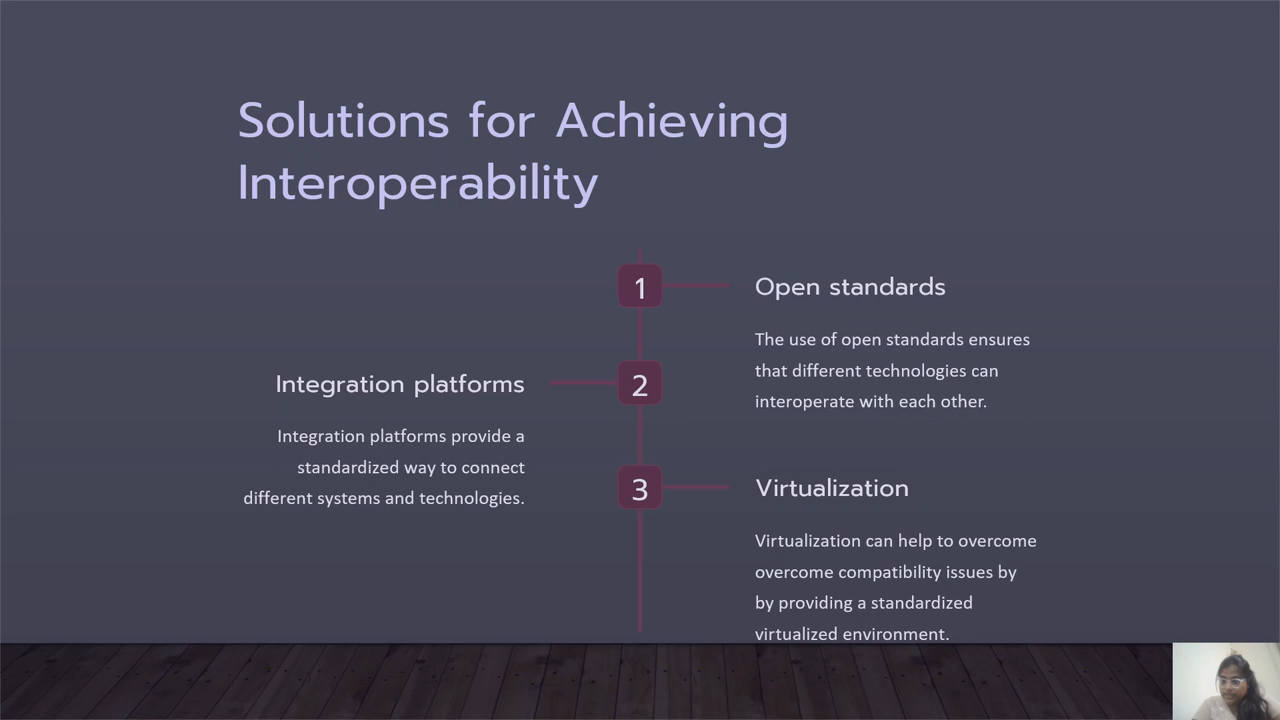 Solutions for Achieving
Interoperability
1
Open standards
The use of open standards ensures
that different technologies can
interoperate with each other.
2
Integration platforms
Integration platforms provide a
standardized way to connect
different systems and technologies.
3
Virtualization
Virtualization can help to overcome
overcome compatibility issues by
by providing a standardized
virtualized environment.